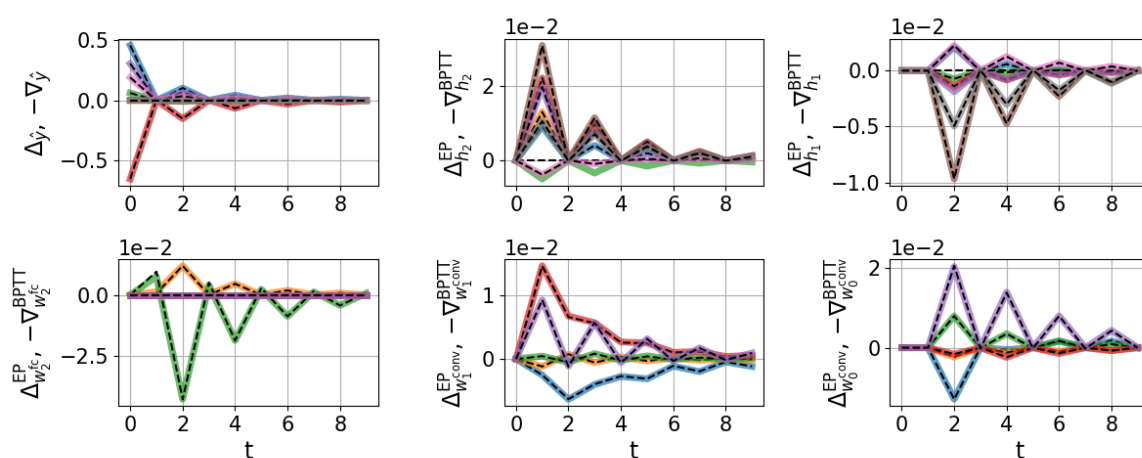 0.5
0.0
−0.5
0 2 4 6 8
Δŷ, −∇ŷ
1e−2
2
0
0 2 4 6 8
Δ^EP_h₂, −∇^BPTT_h₂
1e−2
0.0
−0.5
−1.0
0 2 4 6 8
Δ^EP_h₁, −∇^BPTT_h₁
1e−2
0.0
−2.5
0 2 4 6 8
t
Δ^EP_w₂^fc, −∇^BPTT_w₂^fc
1e−2
1
0
0 2 4 6 8
t
Δ^EP_w₁^conv, −∇^BPTT_w₁^conv
1e−2
2
0
0 2 4 6 8
t
Δ^EP_w₀^conv, −∇^BPTT_w₀^conv